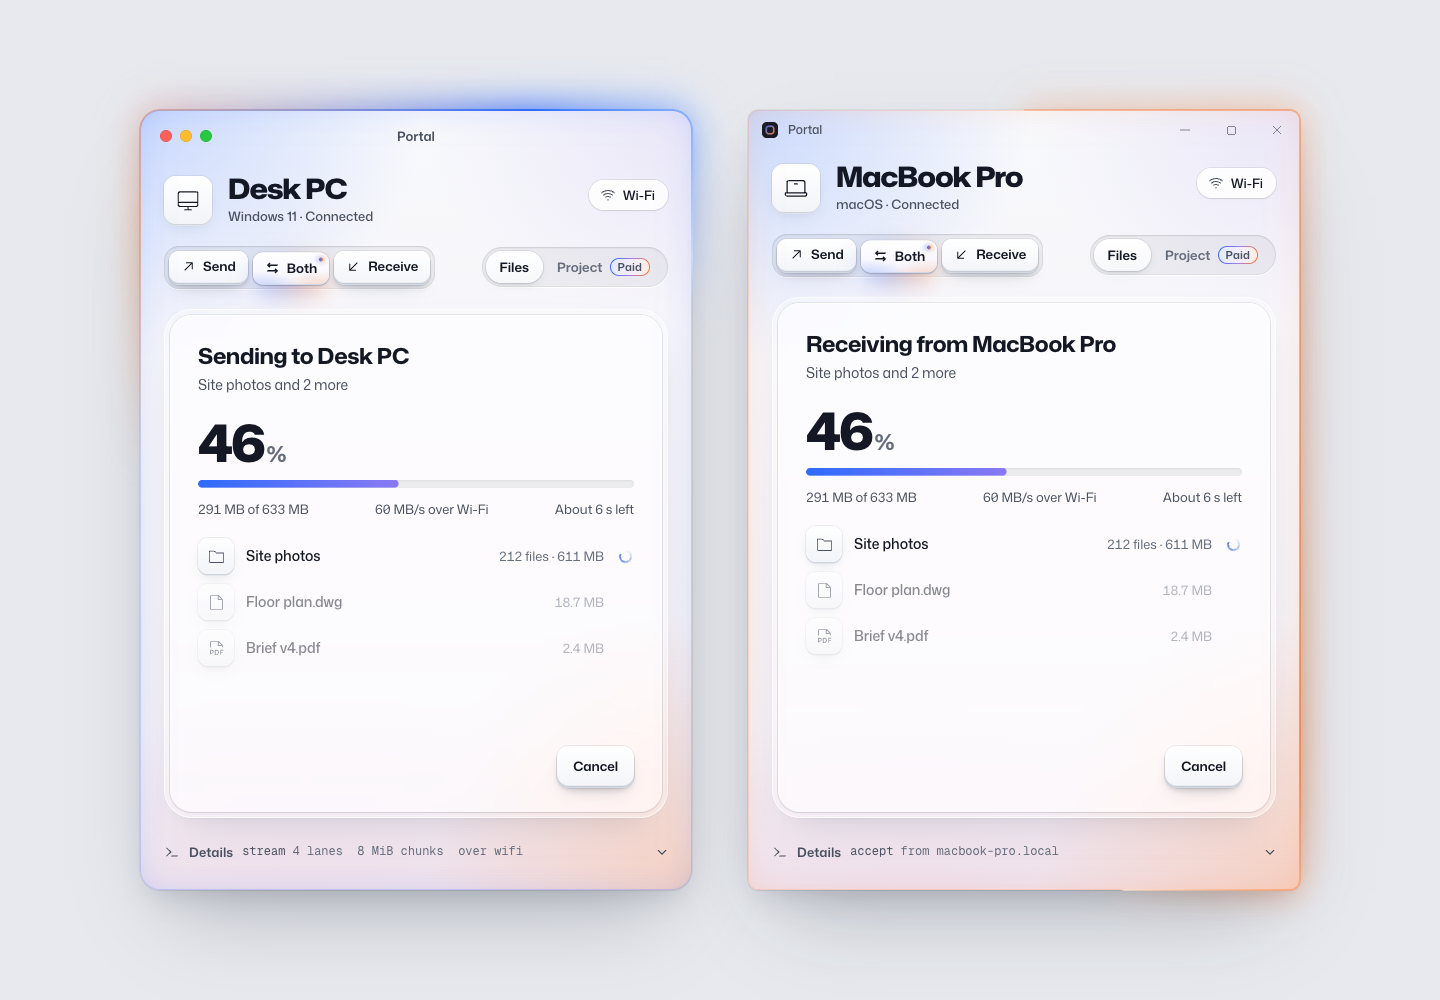 Portal
Desk PC
Windows 11 · Connected
Wi-Fi
Send
Both
Receive
Files
Project
Paid
Sending to Desk PC
Site photos and 2 more
46%
291 MB of 633 MB
60 MB/s over Wi-Fi
About 6 s left
Site photos
212 files · 611 MB
Floor plan.dwg
18.7 MB
PDF
Brief v4.pdf
2.4 MB
Cancel
Details stream 4 lanes 8 MiB chunks over wifi
Portal
MacBook Pro
macOS · Connected
Wi-Fi
Send
Both
Receive
Files
Project
Paid
Receiving from MacBook Pro
Site photos and 2 more
46%
291 MB of 633 MB
60 MB/s over Wi-Fi
About 6 s left
Site photos
212 files · 611 MB
Floor plan.dwg
18.7 MB
PDF
Brief v4.pdf
2.4 MB
Cancel
Details accept from macbook-pro.local